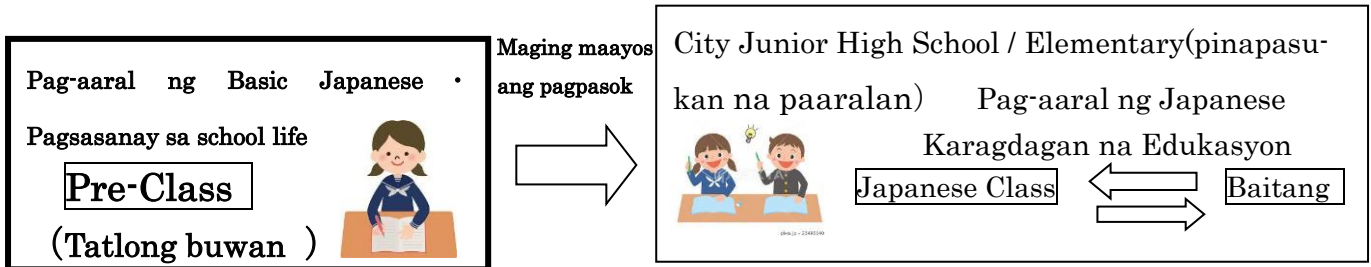 Pag-aaral ng Basic Japanese ・
Pagsasanay sa school life
Pre-Class
（Tatlong buwan ）
Maging maayos
ang pagpasok
City Junior High School / Elementary(pinapasu-
kan na paaralan） Pag-aaral ng Japanese
Karagdagan na Edukasyon
Japanese Class
Baitang